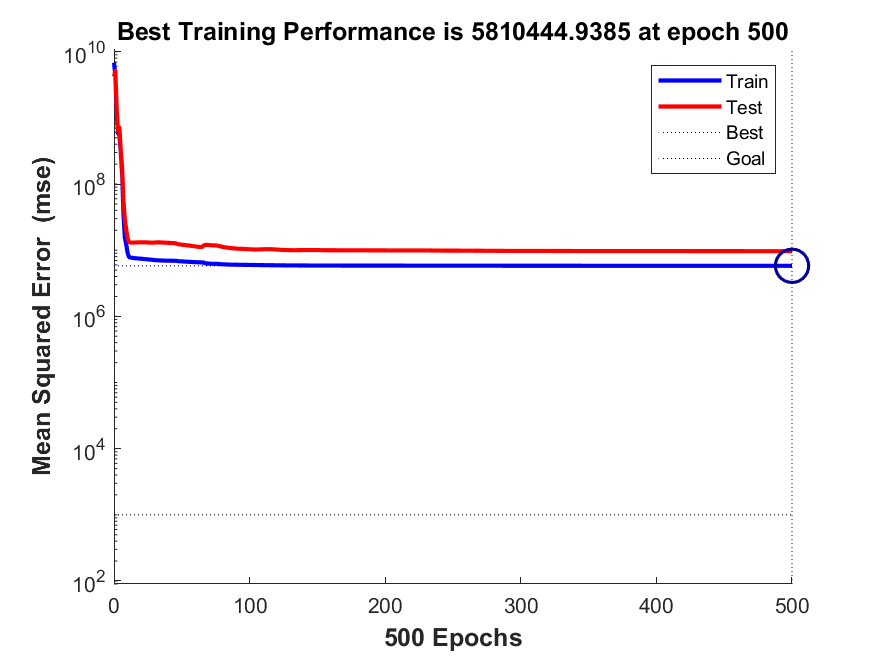 Best Training Performance is 5810444.9385 at epoch 500
Mean Squared Error (mse)
10^10
10^8
10^6
10^4
10^2
Train
Test
Best
Goal
0 100 200 300 400 500
500 Epochs